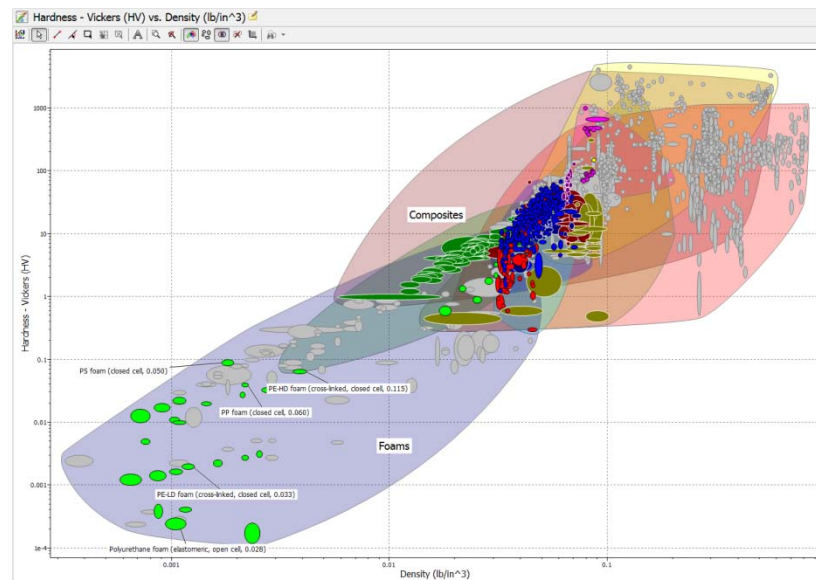 Hardness - Vickers (HV) vs. Density (lb/in^3)
1000
100
Composites
10
Hardness - Vickers (HV)
1
0.1
PS foam (closed cell, 0.050)
PE-HD foam (cross-linked, closed cell, 0.115)
PP foam (closed cell, 0.060)
0.01
Foams
0.001
PE-LD foam (cross-linked, closed cell, 0.033)
Polyurethane foam (elastomeric, open cell, 0.028)
1e-4
0.001
0.01
0.1
Density (lb/in^3)